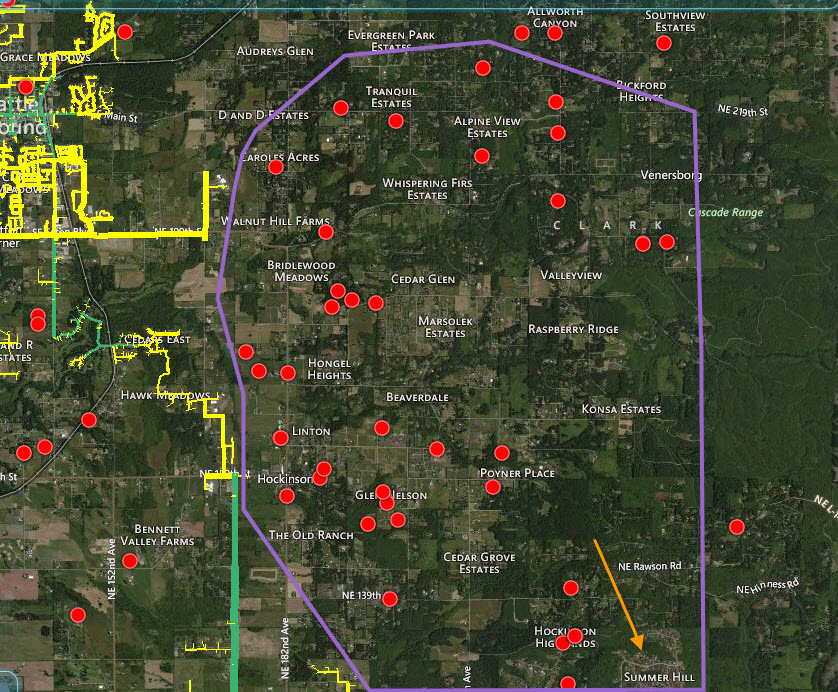 ALLWORTH
CANYON
SOUTHVIEW
ESTATES
EVERGREEN PARK
ESTATES
AUDREYS GLEN
GRACE MEADOWS
TRANQUIL
ESTATES
HEIGHTS
NE 219th St
Main St
D AND D ESTATES
ALPINE VIEW
ESTATES
CAROLES ACRES
Venersborg
WHISPERING FIRS
ESTATES
Cascade Range
WALNUT HILL FARMS
CLARK
BRIDLEWOOD
MEADOWS
CEDAR GLEN
VALLEYVIEW
MARSOLEK
ESTATES
RASPBERRY RIDGE
CEDARS EAST
HONGEL
HEIGHTS
HAWK MEADOWS
BEAVERDALE
KONSA ESTATES
LINTON
POYNER PLACE
Hockinson
BENNETT
VALLEY FARMS
THE OLD RANCH
CEDAR GROVE
ESTATES
NE Rawson Rd
NE 152nd Ave
NE 139th
NE Hinness Rd
NE 182nd Ave
SUMMER HILL